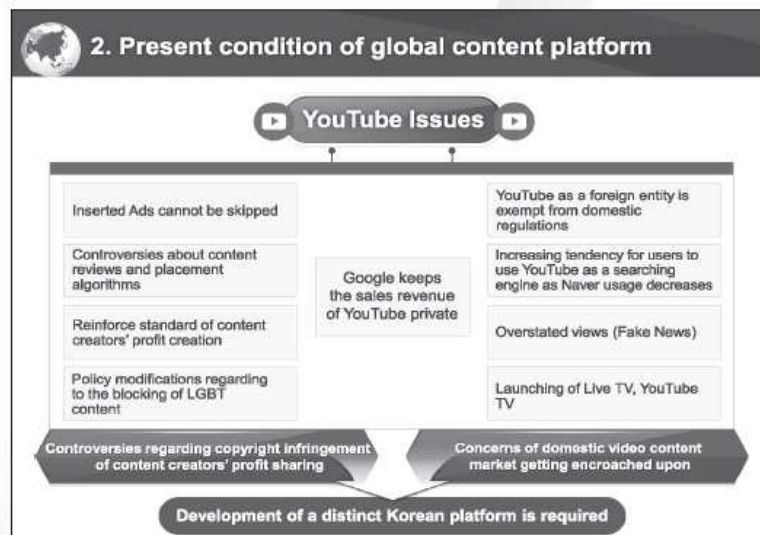 2. Present condition of global content platform
YouTube Issues
Inserted Ads cannot be skipped
Controversies about content
reviews and placement
algorithms
Reinforce standard of content
creators' profit creation
Policy modifications regarding
to the blocking of LGBT
content
Google keeps
the sales revenue
of YouTube private
YouTube as a foreign entity is
exempt from domestic
regulations
Increasing tendency for users to
use YouTube as a searching
engine as Naver usage decreases
Overstated views (Fake News)
Launching of Live TV, YouTube
TV
Controversies regarding copyright infringement
of content creators' profit sharing
Concerns of domestic video content
market getting encroached upon
Development of a distinct Korean platform is required